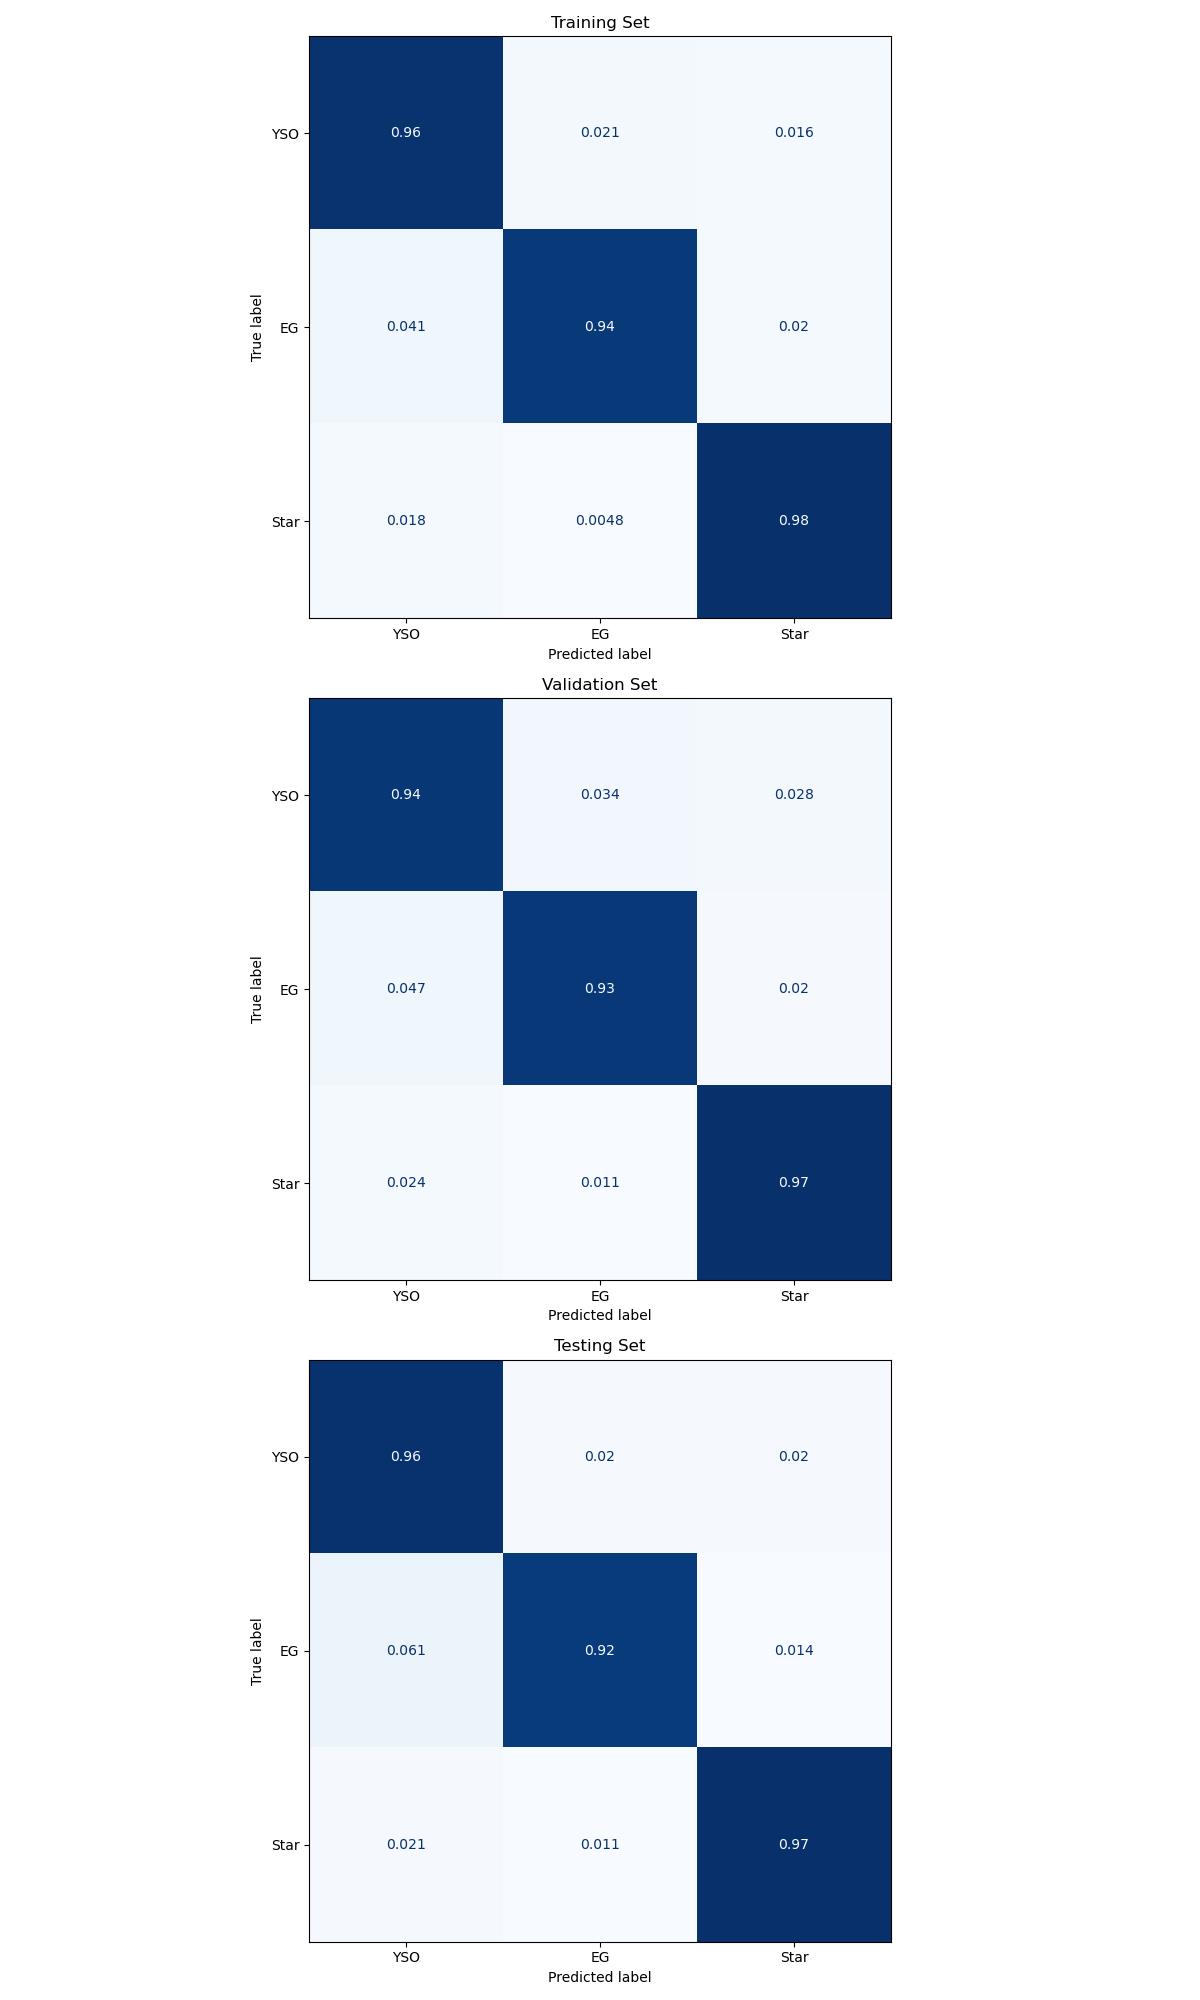 Training Set
YSO 0.96 0.021 0.016
True label
EG 0.041 0.94 0.02
Star 0.018 0.0048 0.98
YSO EG Star
Predicted label
Validation Set
YSO 0.94 0.034 0.028
True label
EG 0.047 0.93 0.02
Star 0.024 0.011 0.97
YSO EG Star
Predicted label
Testing Set
YSO 0.96 0.02 0.02
True label
EG 0.061 0.92 0.014
Star 0.021 0.011 0.97
YSO EG Star
Predicted label